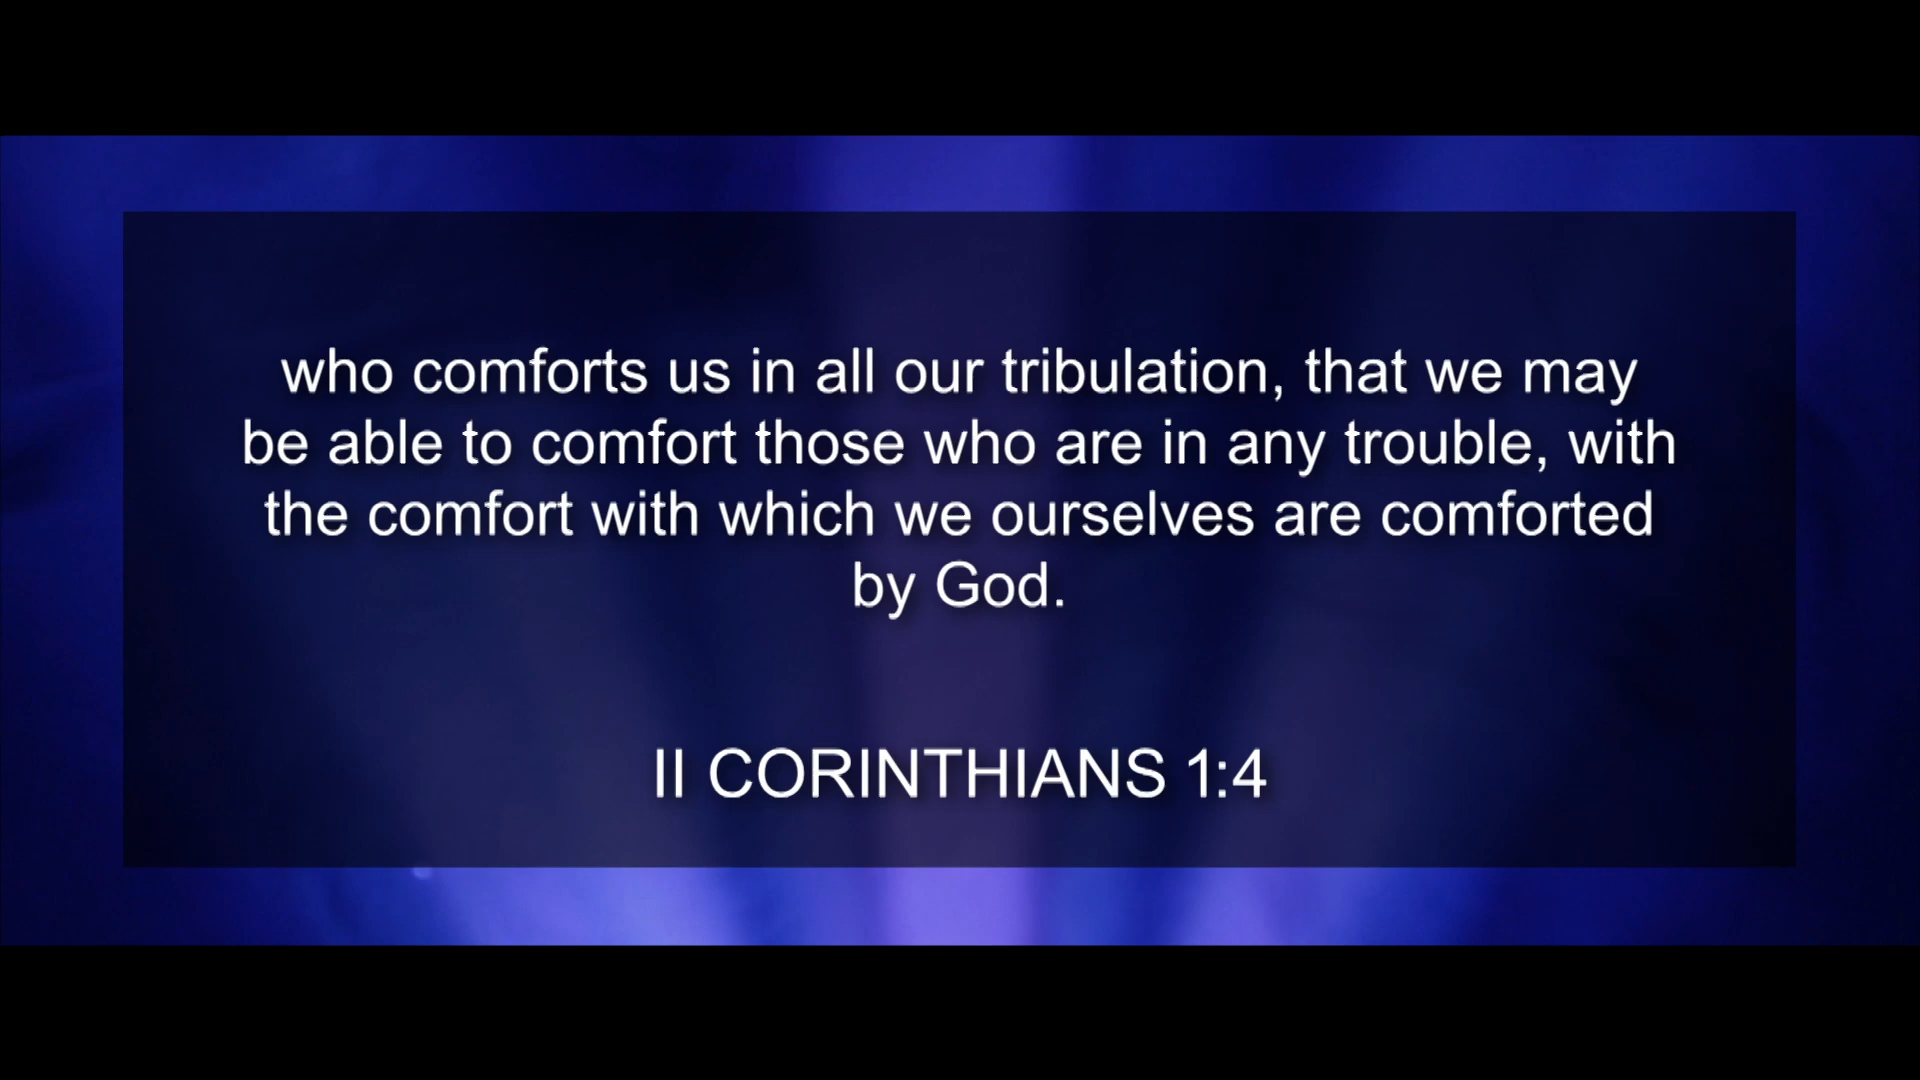 who comforts us in all our tribulation, that we may
be able to comfort those who are in any trouble, with
the comfort with which we ourselves are comforted
by God.
II CORINTHIANS 1:4